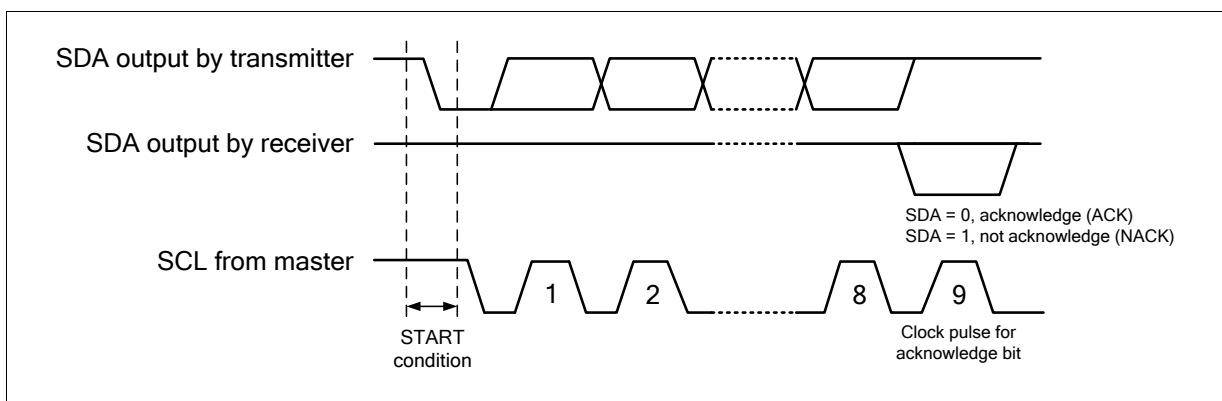 SDA output by transmitter
SDA output by receiver
SDA = 0, acknowledge (ACK)
SDA = 1, not acknowledge (NACK)
SCL from master
1
2
8
9
START
condition
Clock pulse for
acknowledge bit